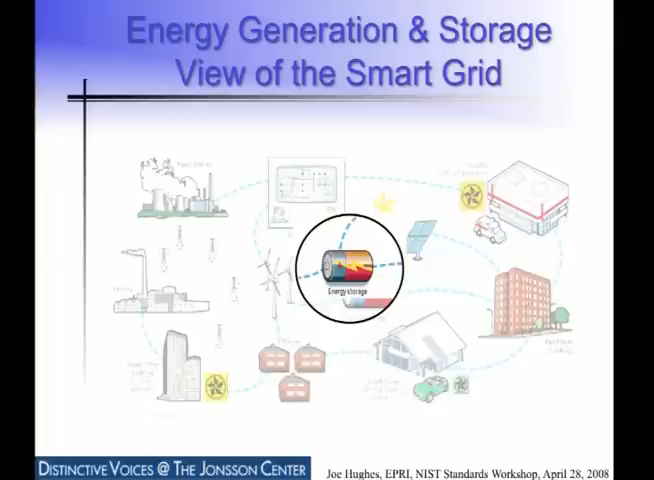 Energy Generation & Storage
View of the Smart Grid
Energy storage
DISTINCTIVE VOICES @ THE JONSSON CENTER
Joe Hughes, EPRI, NIST Standards Workshop, April 28, 2008